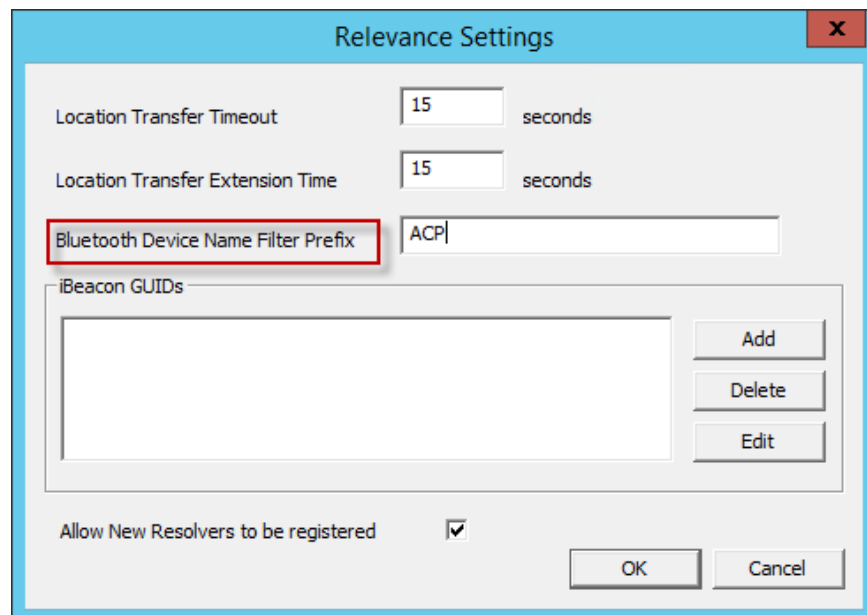 Relevance Settings
x
Location Transfer Timeout 15 seconds
Location Transfer Extension Time 15 seconds
Bluetooth Device Name Filter Prefix ACP
iBeacon GUIDs
Add
Delete
Edit
Allow New Resolvers to be registered
OK Cancel